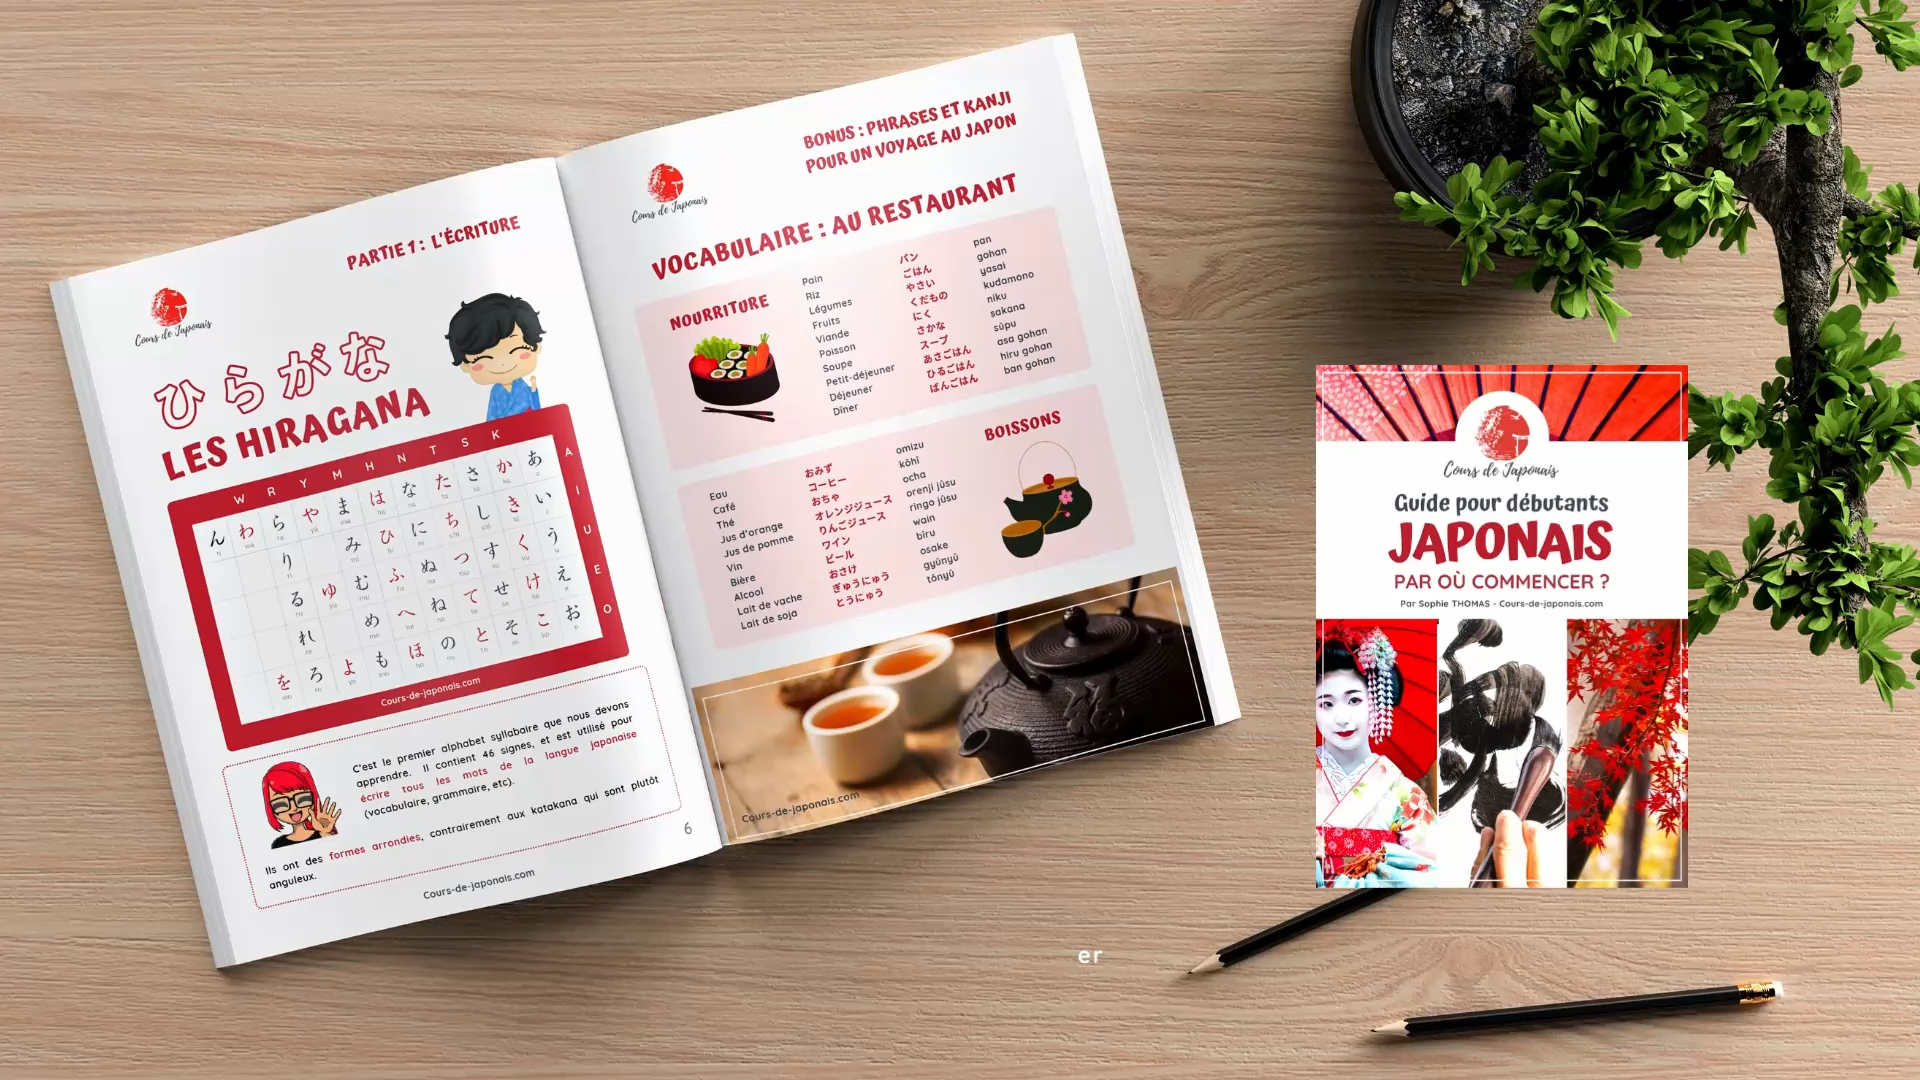 PARTIE 1 : L'ÉCRITURE
Cours de Japonais
ひらがな
LES HIRAGANA
W R Y M H N T S K
A
I
U
E
O
ん わ ら や ま は な た さ か あ
り み ひ に ち し き い
る ゆ む ふ ぬ つ す く う
れ め へ ね て せ け え
を ろ よ も ほ の と そ こ お
Cours-de-japonais.com
C'est le premier alphabet syllabaire que nous devons
apprendre. Il contient 46 signes, et est utilisé pour
écrire tous les mots de la langue japonaise
(vocabulaire, grammaire, etc).
Ils ont des formes arrondies, contrairement aux katakana qui sont plutôt
anguleux.
6
Cours-de-japonais.com
BONUS : PHRASES ET KANJI
POUR UN VOYAGE AU JAPON
Cours de Japonais
VOCABULAIRE : AU RESTAURANT
NOURRITURE
Pain パン pan
Riz ごはん gohan
Légumes やさい yasai
Fruits くだもの kudamono
Viande にく niku
Poisson さかな sakana
Soupe スープ sūpu
Petit-déjeuner あさごはん asa gohan
Déjeuner ひるごはん hiru gohan
Dîner ばんごはん ban gohan
BOISSONS
Eau おみず omizu
Café コーヒー kōhī
Thé おちゃ ocha
Jus d'orange オレンジジュース orenji jūsu
Jus de pomme りんごジュース ringo jūsu
Vin ワイン wain
Bière ビール bīru
Alcool おさけ osake
Lait de vache ぎゅうにゅう gyūnyū
Lait de soja とうにゅう tōnyū
Cours-de-japonais.com
Cours de Japonais
Guide pour débutants
JAPONAIS
PAR OÙ COMMENCER ?
Par Sophie THOMAS - Cours-de-japonais.com
er